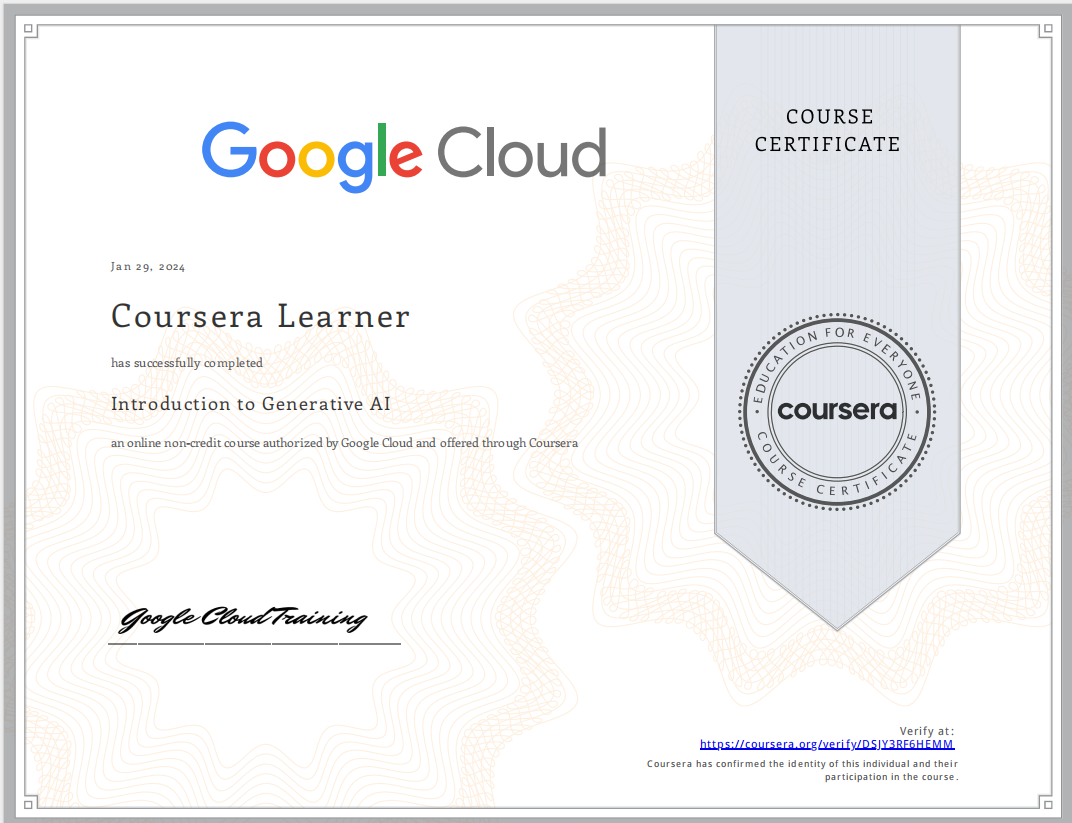 Google Cloud
COURSE
CERTIFICATE
Jan 29, 2024
Coursera Learner
has successfully completed
Introduction to Generative AI
an online non-credit course authorized by Google Cloud and offered through Coursera
EDUCATION FOR EVERYONE
coursera
COURSE CERTIFICATE
Google Cloud Training
Verify at:
https://coursera.org/verify/DSJY3RF6HEMM
Coursera has confirmed the identity of this individual and their
participation in the course.